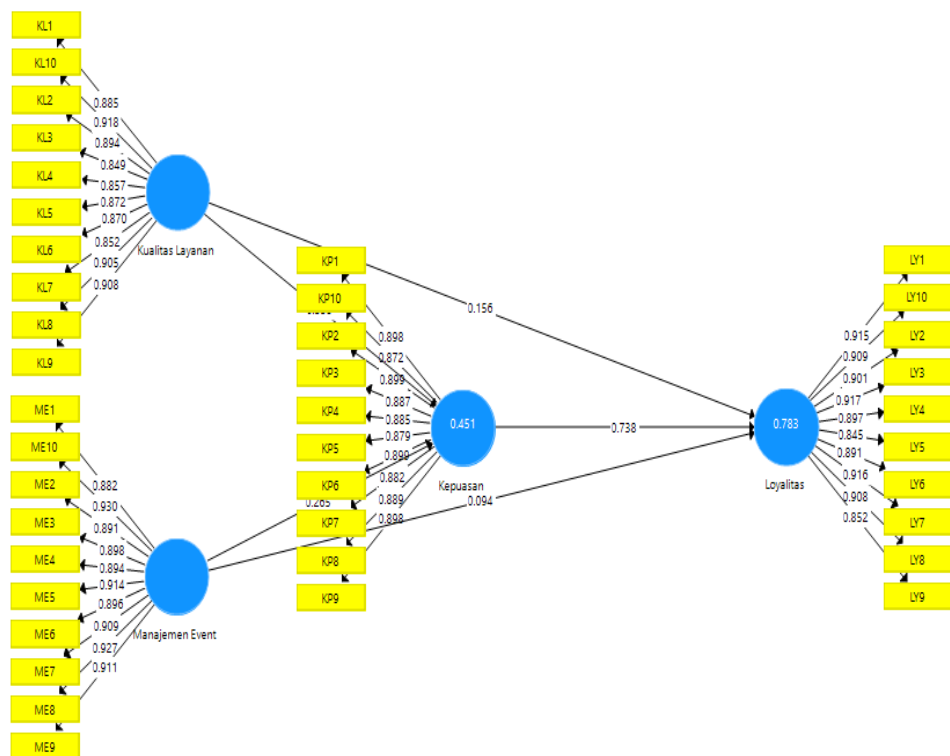 KL1
KL10
KL2
KL3
KL4
KL5
KL6
KL7
KL8
KL9
0.885
0.918
0.894
0.849
0.857
0.872
0.870
0.852
0.905
0.908
Kualitas Layanan
ME1
ME10
ME2
ME3
ME4
ME5
ME6
ME7
ME8
ME9
0.882
0.930
0.891
0.898
0.894
0.914
0.896
0.909
0.927
0.911
Manajemen Event
KP1
KP10
KP2
KP3
KP4
KP5
KP6
KP7
KP8
KP9
0.898
0.872
0.899
0.887
0.885
0.879
0.882
0.889
0.898
0.265
0.451
Kepuasan
0.156
0.738
0.094
0.783
Loyalitas
0.915
0.909
0.901
0.917
0.897
0.845
0.891
0.916
0.908
0.852
LY1
LY10
LY2
LY3
LY4
LY5
LY6
LY7
LY8
LY9